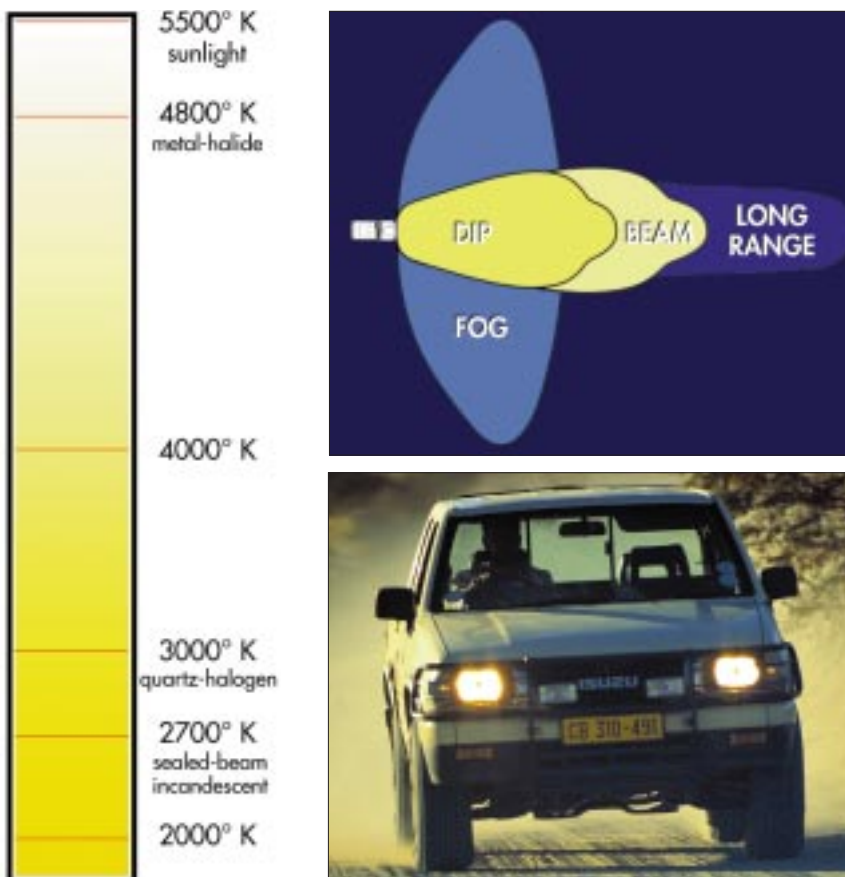 5500° K
sunlight
4800° K
metal-halide
4000° K
3000° K
quartz-halogen
2700° K
sealed-beam
incandescent
2000° K
DIP
BEAM
LONG
RANGE
FOG
ISUZU
CB 310-491